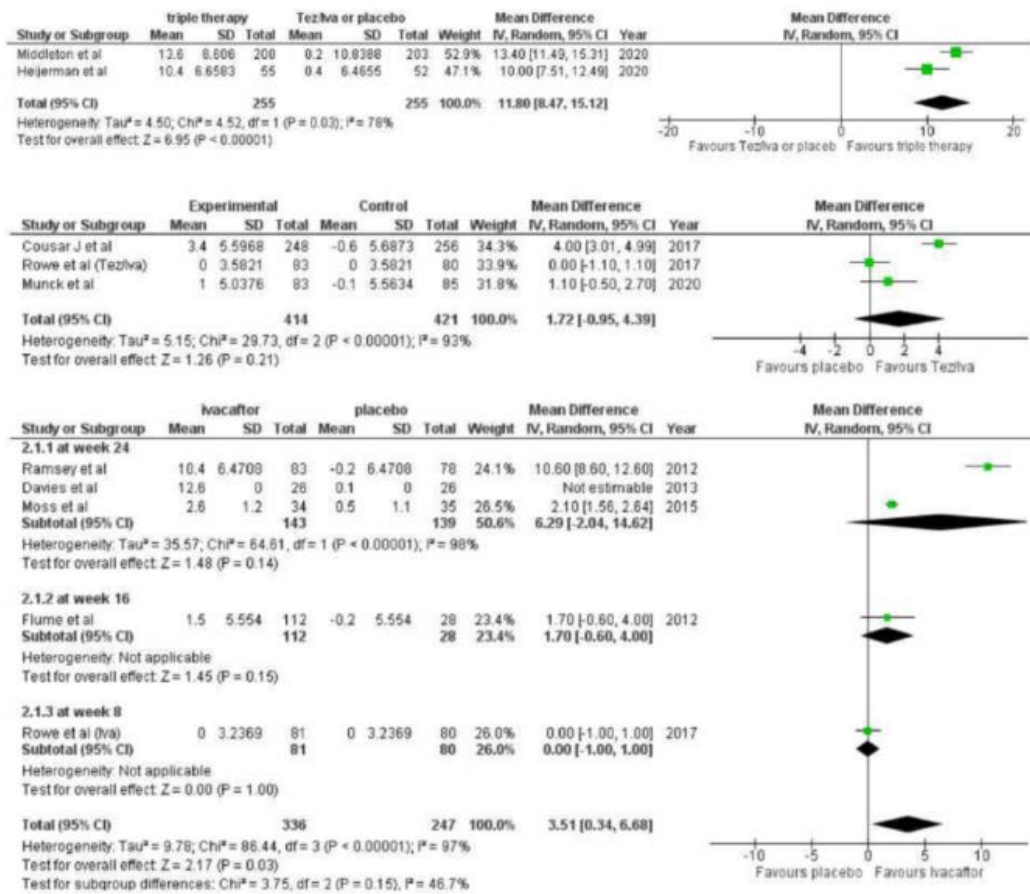 triple therapy Tez/Iva or placebo Mean Difference Mean Difference
Study or Subgroup Mean SD Total Mean SD Total Weight IV, Random, 95% CI Year IV, Random, 95% CI
Middleton et al 13.6 8.606 200 0.2 10.8388 203 52.9% 13.40 [11.49, 15.31] 2020
Heijerman et al 10.4 6.6583 55 0.4 6.4655 52 47.1% 10.00 [7.51, 12.49] 2020
Total (95% CI) 255 255 100.0% 11.80 [8.47, 15.12]
Heterogeneity: Tau² = 4.50; Chi² = 4.52, df = 1 (P = 0.03); I² = 78%
Test for overall effect: Z = 6.95 (P < 0.00001)
-20 -10 0 10 20
Favours Tez/Iva or placeb Favours triple therapy
Experimental Control Mean Difference Mean Difference
Study or Subgroup Mean SD Total Mean SD Total Weight IV, Random, 95% CI Year IV, Random, 95% CI
Cousar J et al 3.4 5.5968 248 -0.6 5.6873 256 34.3% 4.00 [3.01, 4.99] 2017
Rowe et al (Tez/Iva) 0 3.5821 83 0 3.5821 80 33.9% 0.00 [-1.10, 1.10] 2017
Munck et al 1 5.0376 83 -0.1 5.5634 85 31.8% 1.10 [-0.50, 2.70] 2020
Total (95% CI) 414 421 100.0% 1.72 [-0.95, 4.39]
Heterogeneity: Tau² = 5.15; Chi² = 29.73, df = 2 (P < 0.00001); I² = 93%
Test for overall effect: Z = 1.26 (P = 0.21)
-4 -2 0 2 4
Favours placebo Favours Tez/Iva
ivacaftor placebo Mean Difference Mean Difference
Study or Subgroup Mean SD Total Mean SD Total Weight IV, Random, 95% CI Year IV, Random, 95% CI
2.1.1 at week 24
Ramsey et al 10.4 6.4708 83 -0.2 6.4708 78 24.1% 10.60 [8.60, 12.60] 2012
Davies et al 12.6 0 26 0.1 0 26 Not estimable 2013
Moss et al 2.6 1.2 34 0.5 1.1 35 26.5% 2.10 [1.56, 2.64] 2015
Subtotal (95% CI) 143 139 50.6% 6.29 [-2.04, 14.62]
Heterogeneity: Tau² = 35.57; Chi² = 64.61, df = 1 (P < 0.00001); I² = 98%
Test for overall effect: Z = 1.48 (P = 0.14)
2.1.2 at week 16
Flume et al 1.5 5.554 112 -0.2 5.554 28 23.4% 1.70 [-0.60, 4.00] 2012
Subtotal (95% CI) 112 28 23.4% 1.70 [-0.60, 4.00]
Heterogeneity: Not applicable
Test for overall effect: Z = 1.45 (P = 0.15)
2.1.3 at week 8
Rowe et al (Iva) 0 3.2369 81 0 3.2369 80 26.0% 0.00 [-1.00, 1.00] 2017
Subtotal (95% CI) 81 80 26.0% 0.00 [-1.00, 1.00]
Heterogeneity: Not applicable
Test for overall effect: Z = 0.00 (P = 1.00)
Total (95% CI) 336 247 100.0% 3.51 [0.34, 6.68]
Heterogeneity: Tau² = 9.78; Chi² = 86.44, df = 3 (P < 0.00001); I² = 97%
Test for overall effect: Z = 2.17 (P = 0.03)
Test for subgroup differences: Chi² = 3.75, df = 2 (P = 0.15), I² = 46.7%
-10 -5 0 5 10
Favours placebo Favours Ivacaftor